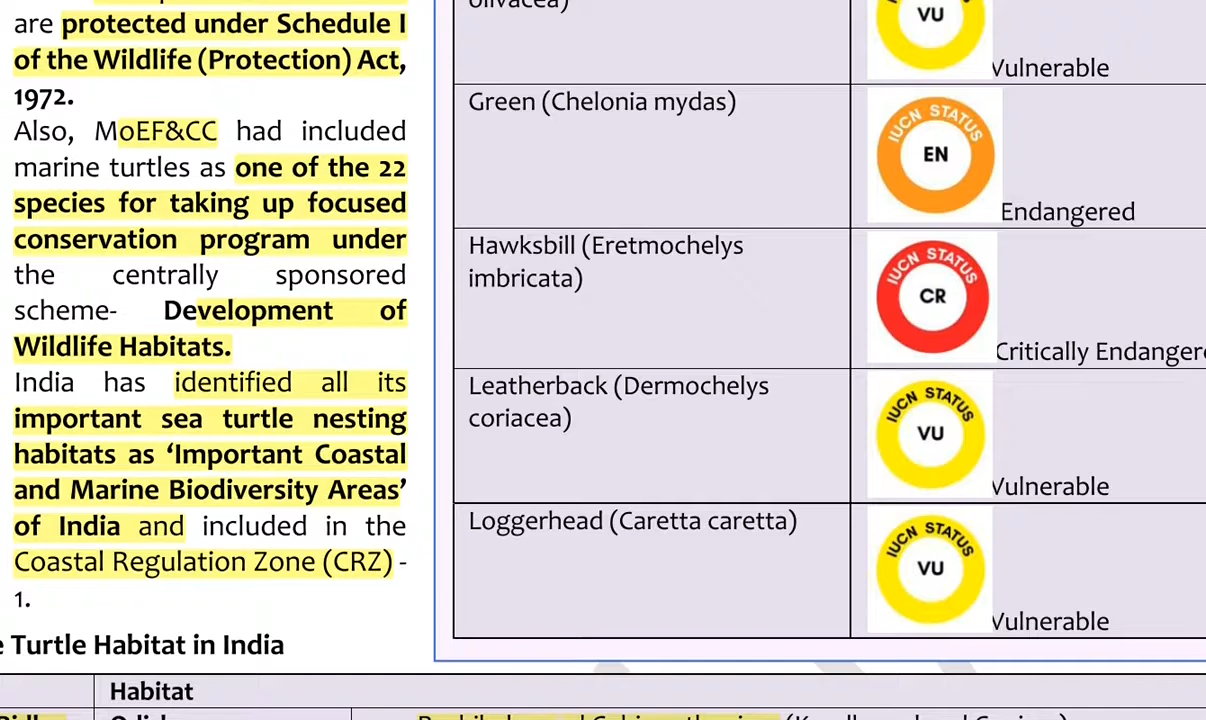 are protected under Schedule I
of the Wildlife (Protection) Act,
1972.
Also, MoEF&CC had included
marine turtles as one of the 22
species for taking up focused
conservation program under
the centrally sponsored
scheme- Development of
Wildlife Habitats.
India has identified all its
important sea turtle nesting
habitats as ‘Important Coastal
and Marine Biodiversity Areas’
of India and included in the
Coastal Regulation Zone (CRZ) -
1.
olivacea)
VU
Vulnerable
Green (Chelonia mydas)
IUCN STATUS
EN
Endangered
Hawksbill (Eretmochelys
imbricata)
IUCN STATUS
CR
Critically Endangere
Leatherback (Dermochelys
coriacea)
IUCN STATUS
VU
Vulnerable
Loggerhead (Caretta caretta)
IUCN STATUS
VU
Vulnerable
e Turtle Habitat in India
Habitat